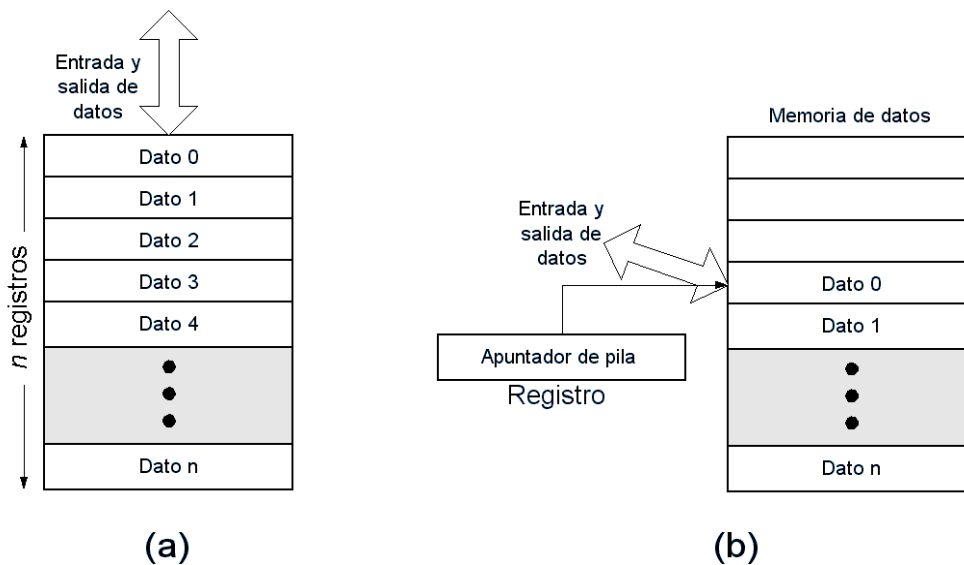 Entrada y
salida de
datos
Dato 0
Dato 1
Dato 2
Dato 3
Dato 4
Dato n
n registros
(a)
Memoria de datos
Entrada y
salida de
datos
Dato 0
Dato 1
Dato n
Apuntador de pila
Registro
(b)